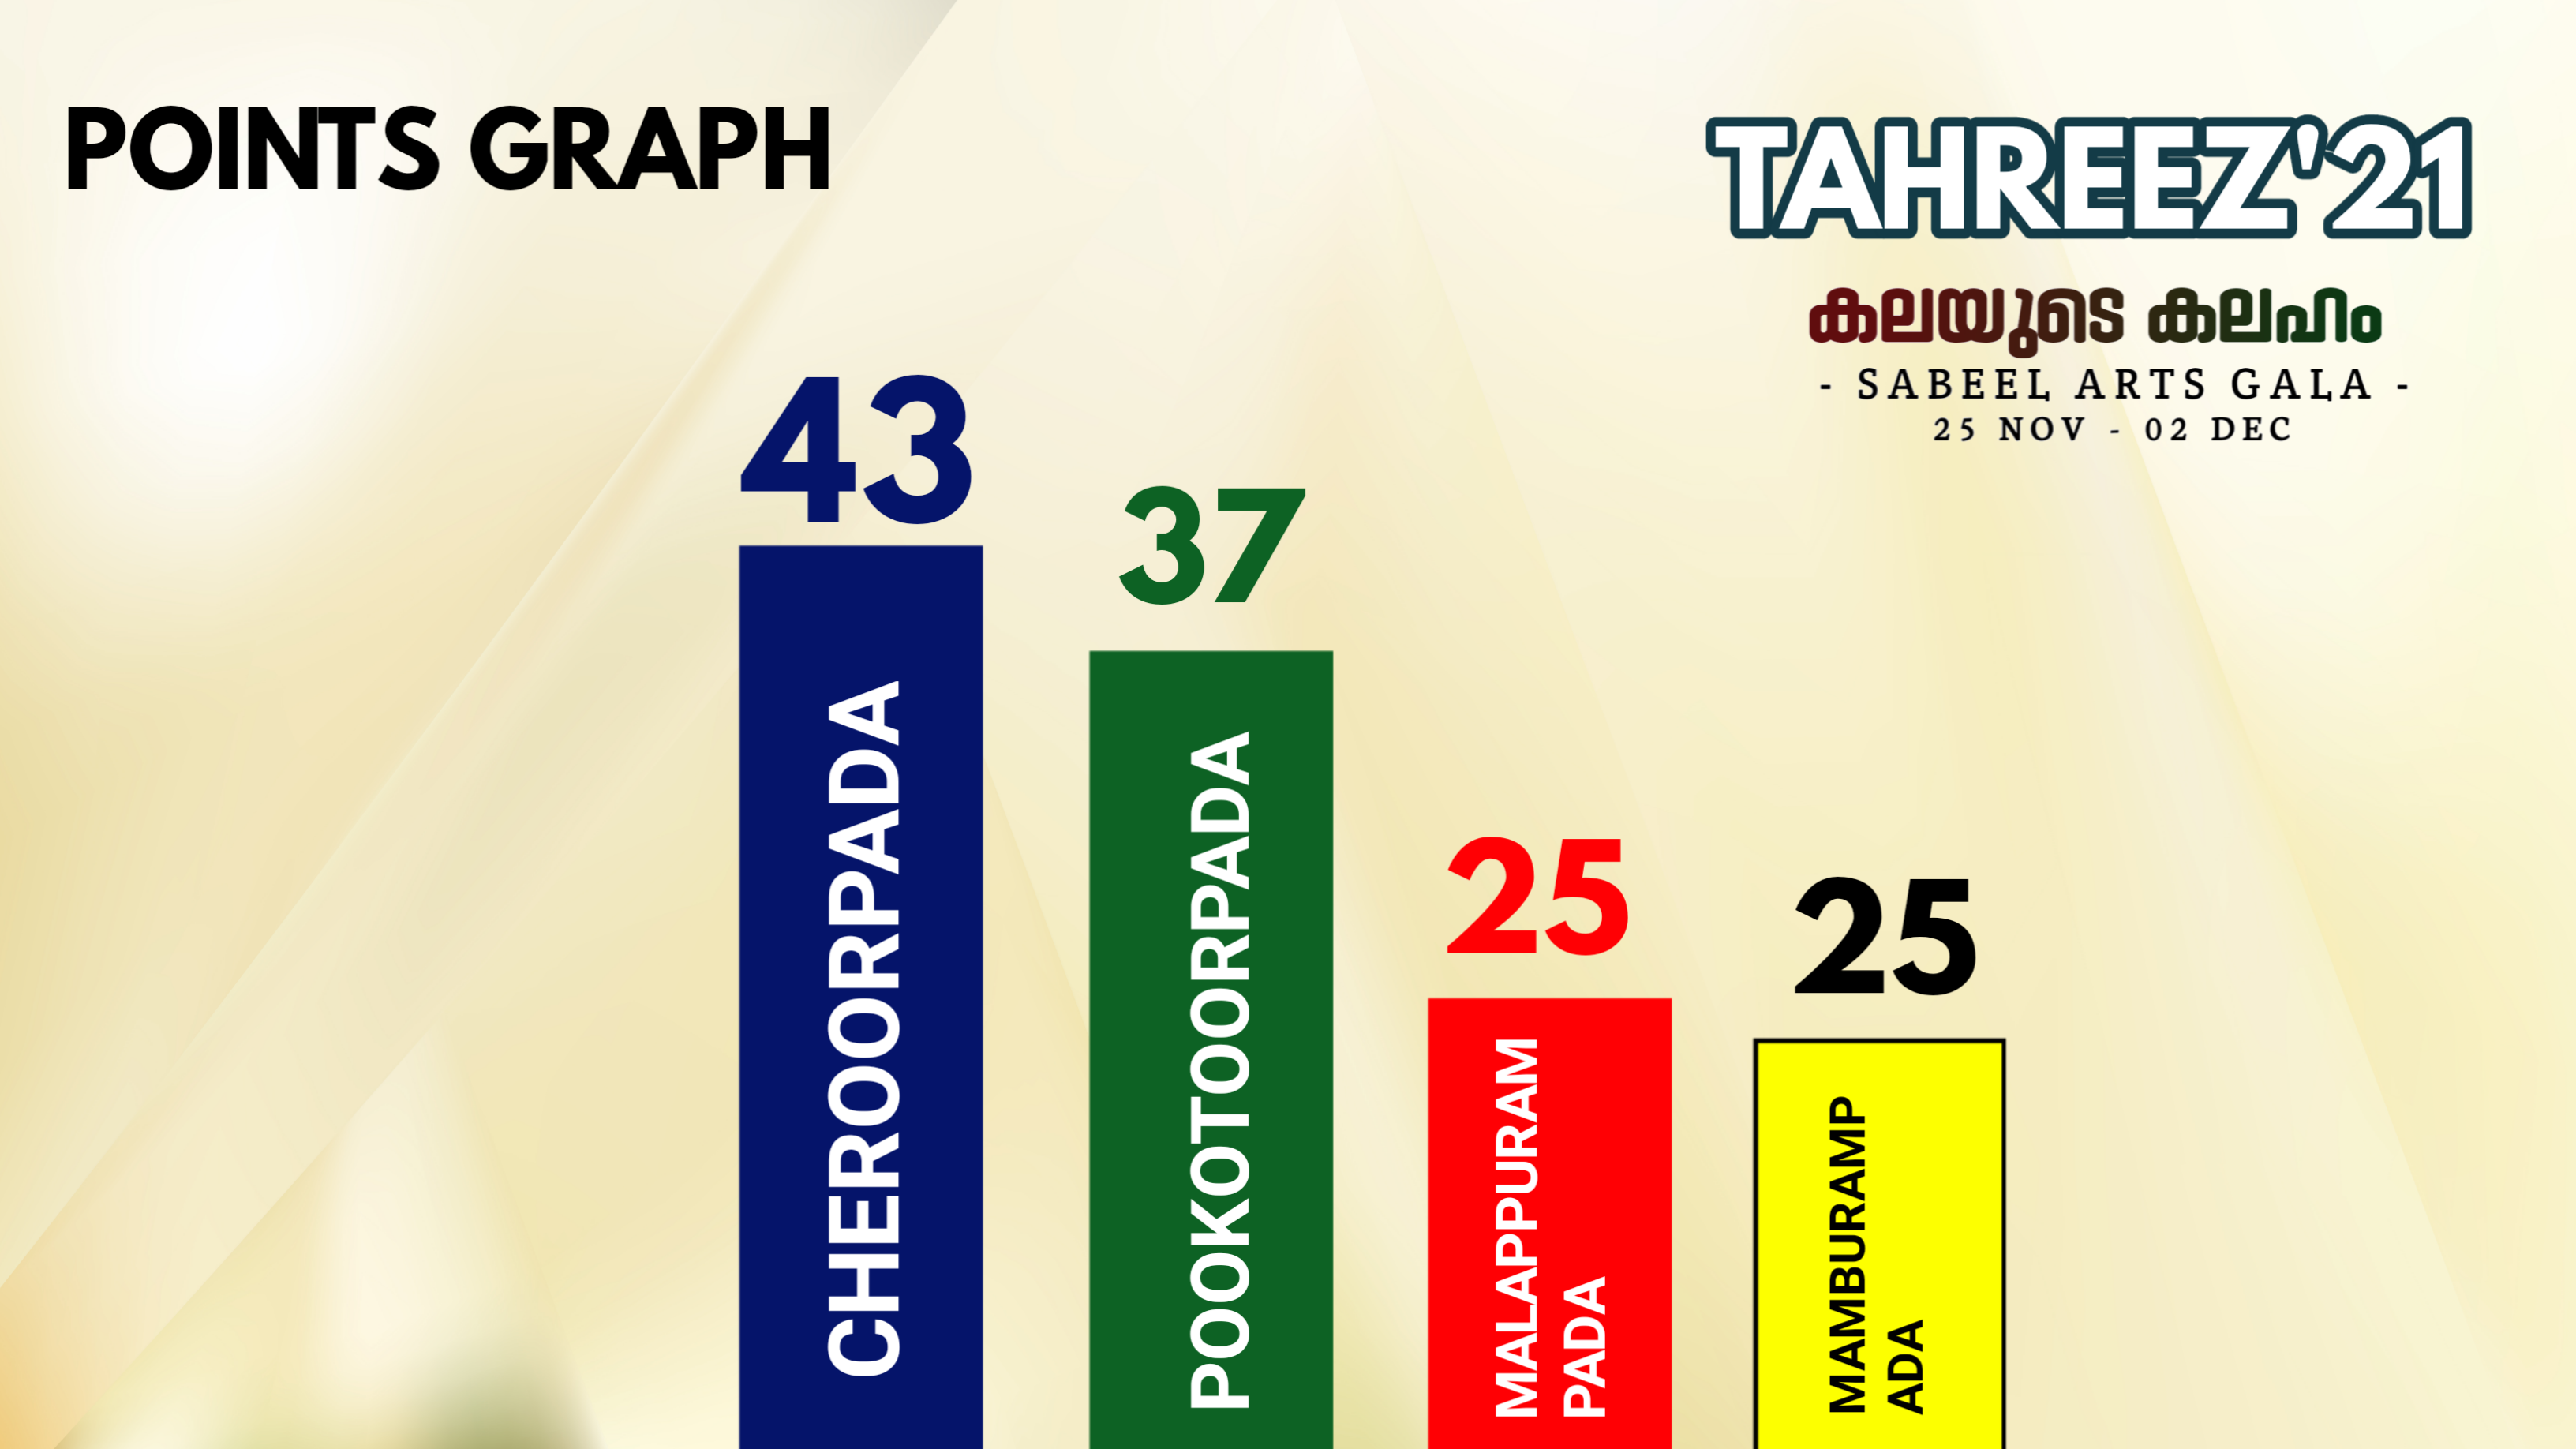 POINTS GRAPH
TAHREEZ'21
കലയുടെ കലഹം
- SABEEL ARTS GALA -
25 NOV - 02 DEC
43
CHEROORPADA
37
POOKOTOORPADA
25
MALAPPURAM
PADA
25
MAMBURAMP
ADA